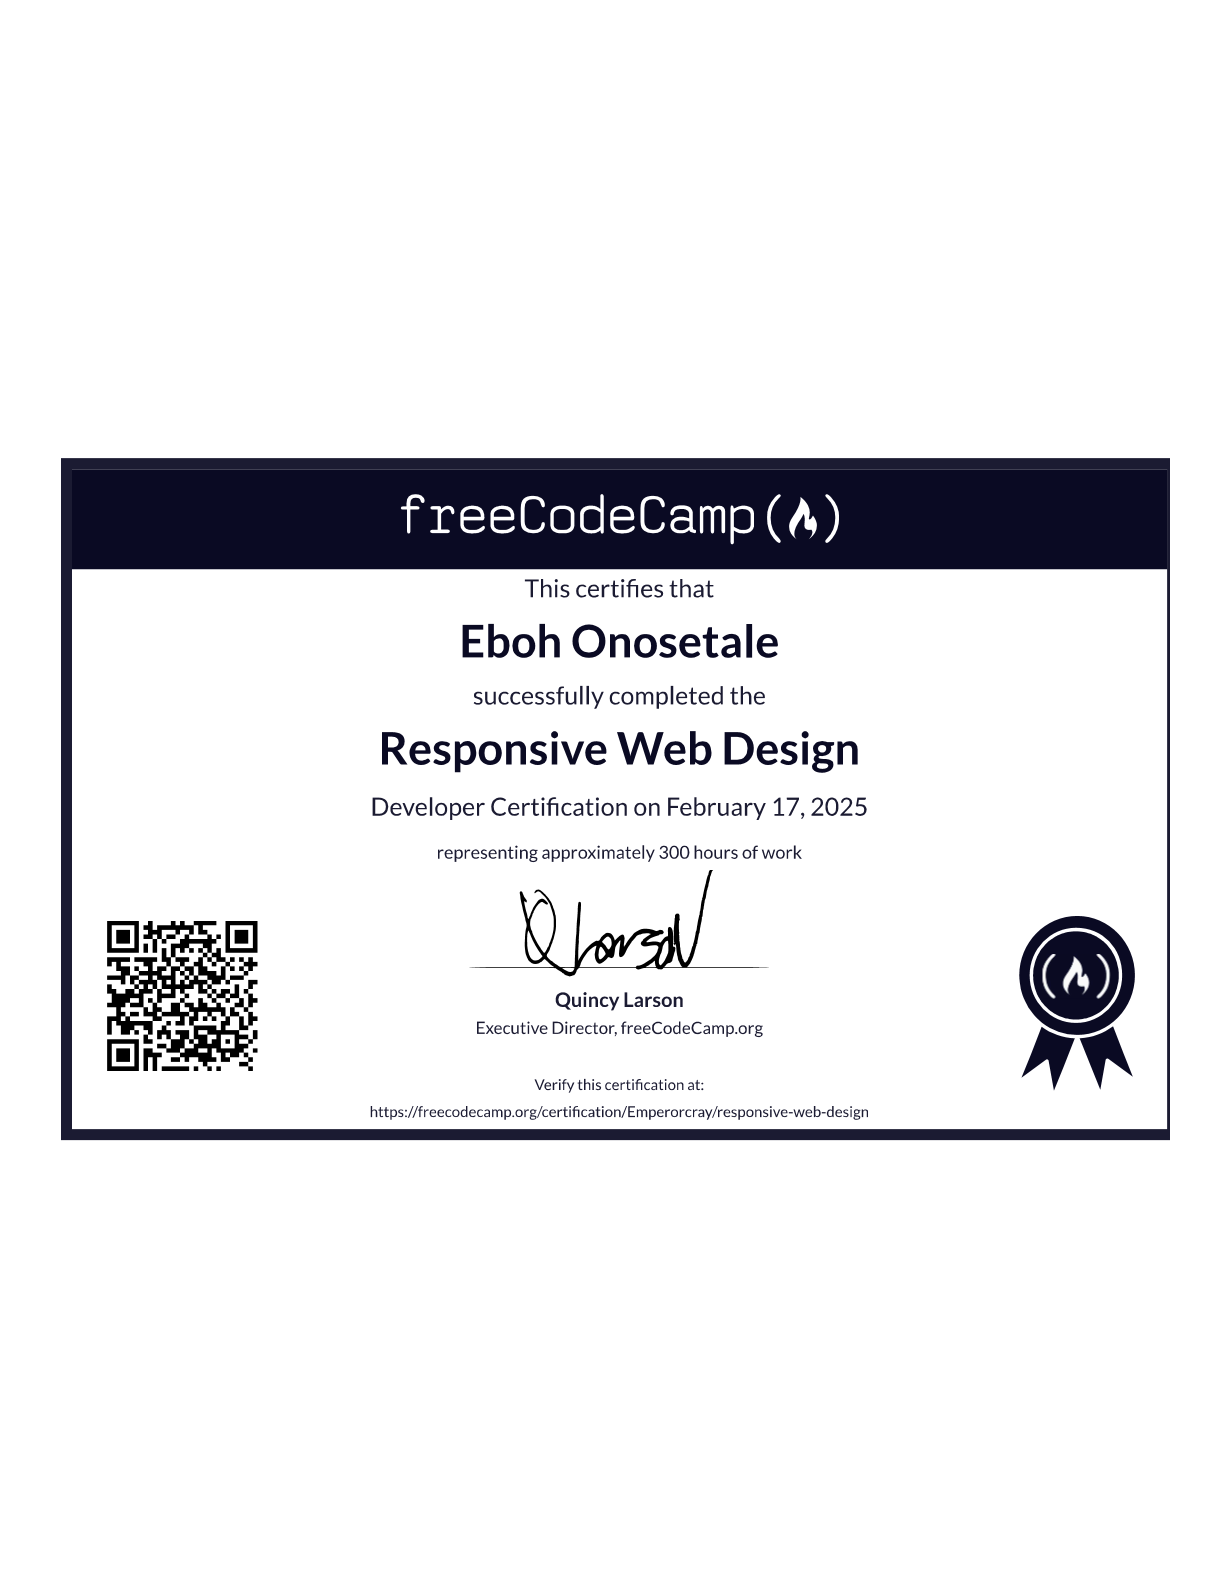 freeCodeCamp
This certifies that
Eboh Onosetale
successfully completed the
Responsive Web Design
Developer Certification on February 17, 2025
representing approximately 300 hours of work
Q Larson
Quincy Larson
Executive Director, freeCodeCamp.org
Verify this certification at:
https://freecodecamp.org/certification/Emperorcray/responsive-web-design